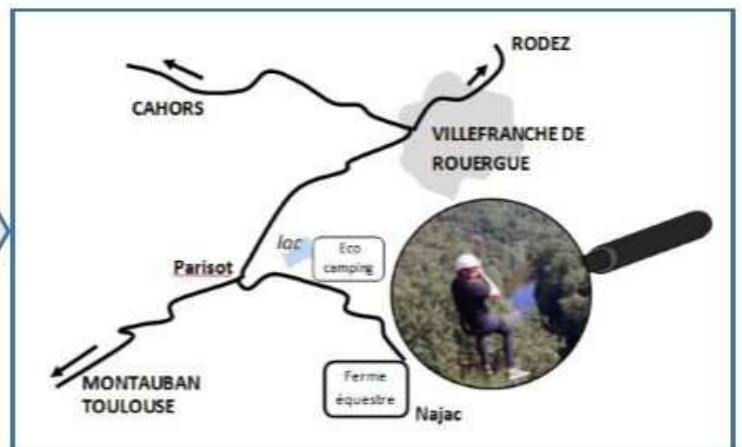 RODEZ
CAHORS
VILLEFRANCHE DE
ROUERGUE
lac
Eco
camping
Parisot
MONTAUBAN
TOULOUSE
Ferme
équestre
Najac